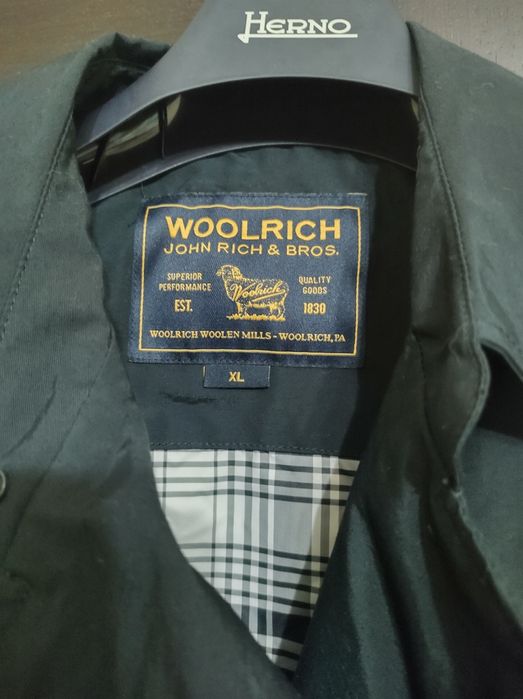 HERNO
WOOLRICH
JOHN RICH & BROS.
SUPERIOR
PERFORMANCE
EST.
Woolrich
QUALITY
GOODS
1830
WOOLRICH WOOLEN MILLS - WOOLRICH, PA
XL